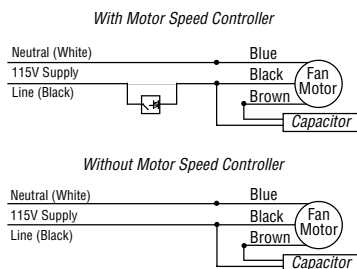 With Motor Speed Controller
Neutral (White)
Blue
115V Supply
Black
Line (Black)
Brown
Fan
Motor
Capacitor
Without Motor Speed Controller
Neutral (White)
Blue
115V Supply
Black
Line (Black)
Brown
Fan
Motor
Capacitor